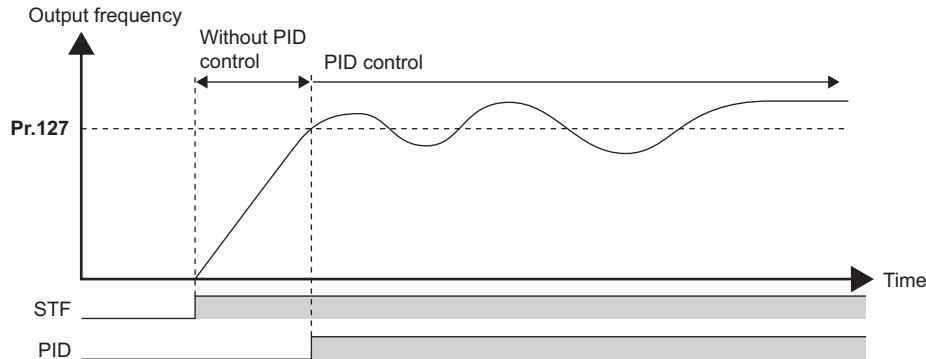 Output frequency
Without PID
control
PID control
Pr.127
Time
STF
PID